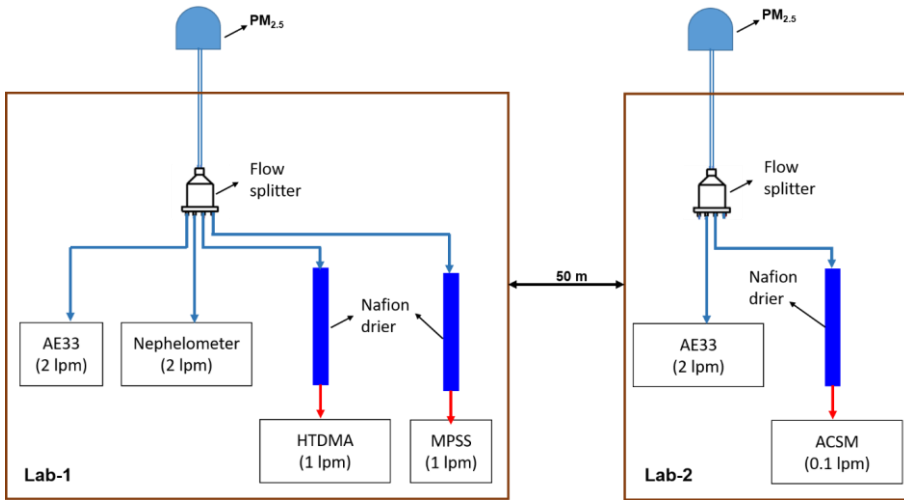 PM2.5
PM2.5
Flow
splitter
Flow
splitter
50 m
Nafion
drier
Nafion
drier
AE33
(2 lpm)
Nephelometer
(2 lpm)
AE33
(2 lpm)
HTDMA
(1 lpm)
MPSS
(1 lpm)
ACSM
(0.1 lpm)
Lab-1
Lab-2